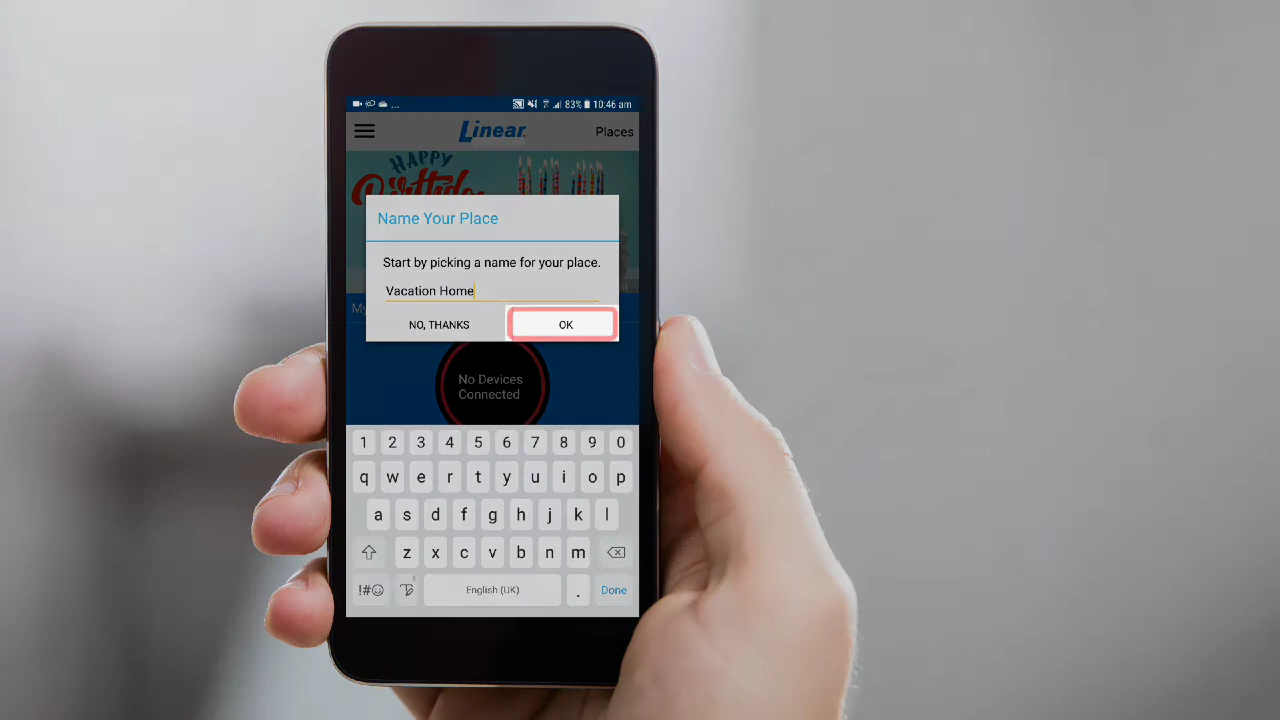 ... 83% 10:46 am
Linear Places
HAPPY
Birthday
Name Your Place
Start by picking a name for your place.
Vacation Home
NO, THANKS OK
My
No Devices
Connected
1 2 3 4 5 6 7 8 9 0
q w e r t y u i o p
a s d f g h j k l
z x c v b n m
!#☺ English (UK) . Done